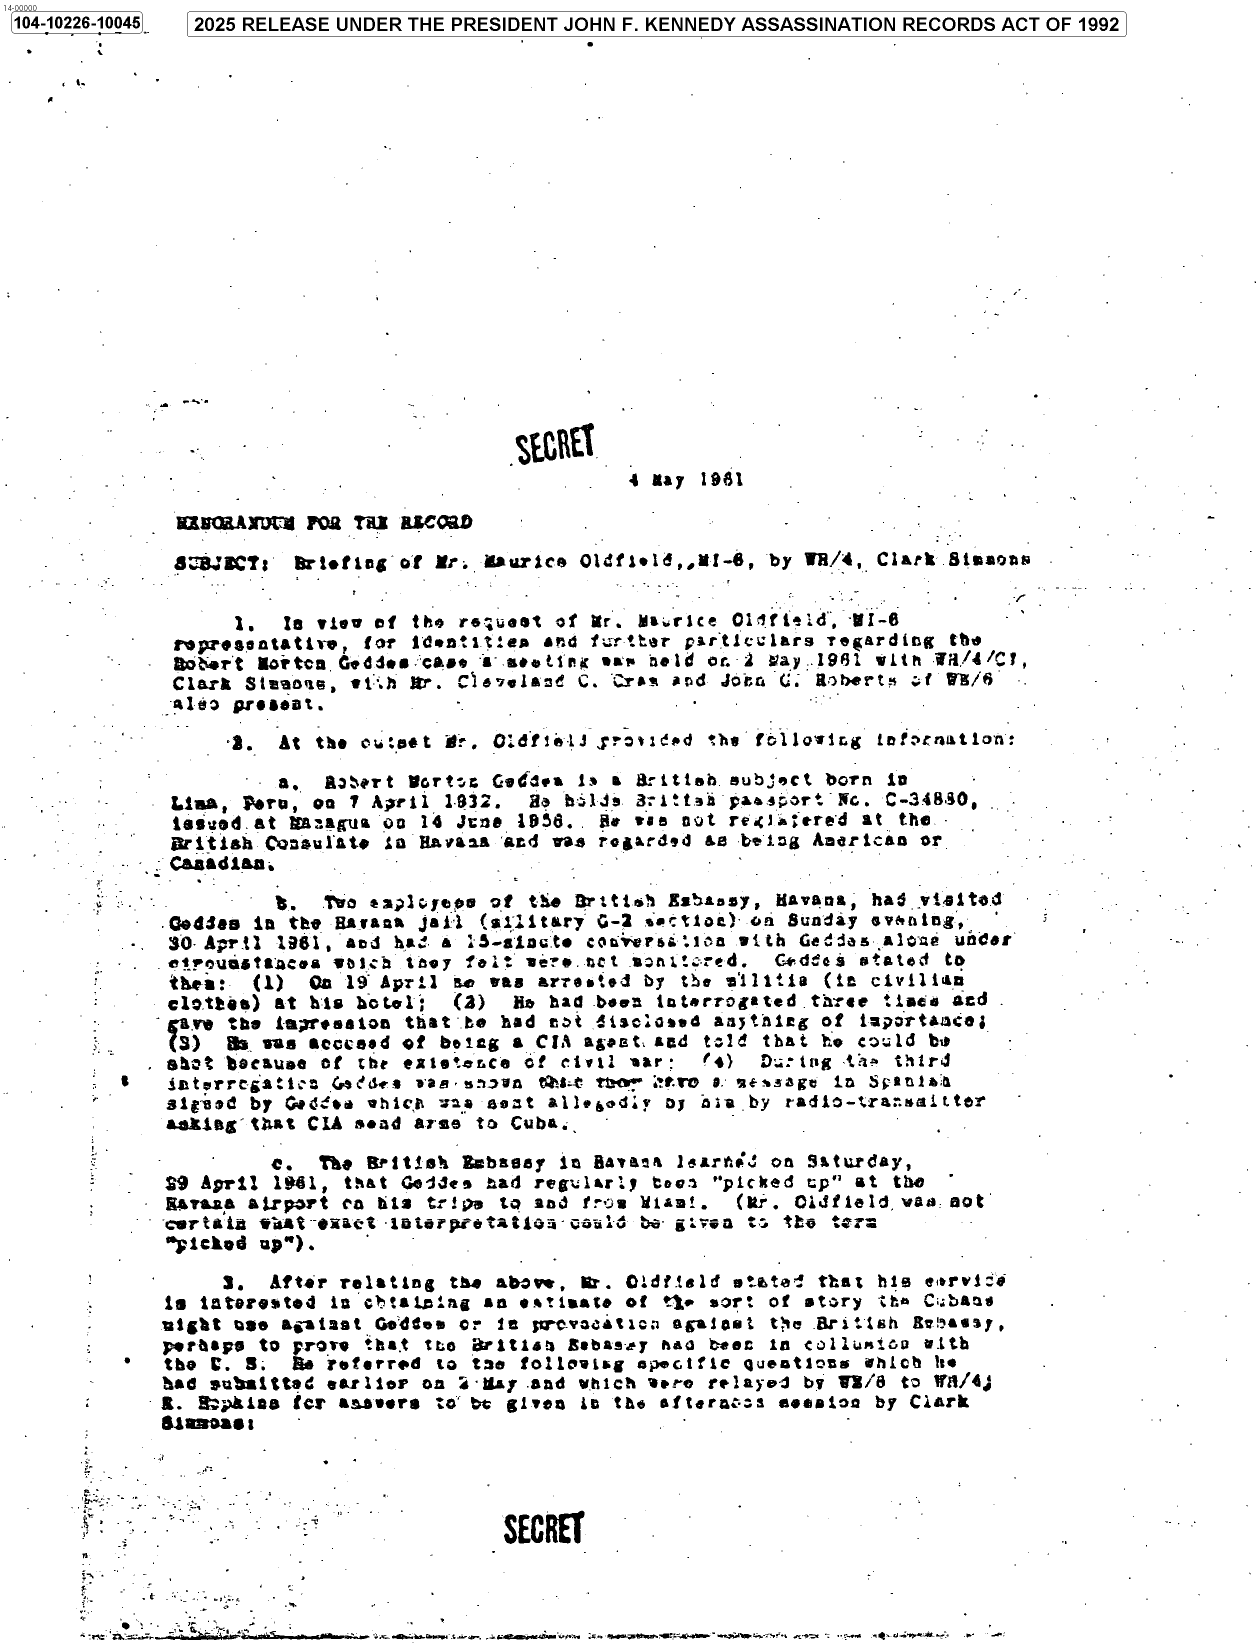 14-00000
104-10226-10045
2025 RELEASE UNDER THE PRESIDENT JOHN F. KENNEDY ASSASSINATION RECORDS ACT OF 1992
SECRET
4 May 1961
MEMORANDUM FOR THE RECORD
SUBJECT: Briefing of Mr. Maurice Oldfield, MI-6, by WH/4, Clark Simmons
1. In view of the request of Mr. Maurice Oldfield, MI-6
representative, for identities and further particulars regarding the
Robert Morton Geddes case a meeting was held on 2 May 1961 with WH/4/CI,
Clark Simmons, with Mr. Cleveland C. Cram and John G. Roberts of WE/6
also present.
2. At the outset Mr. Oldfield provided the following information:
a. Robert Morton Geddes is a British subject born in
Lima, Peru, on 7 April 1932. He holds British passport No. C-34880,
issued at Managua on 14 June 1956. He was not registered at the
British Consulate in Havana and was regarded as being American or
Canadian.
b. Two employees of the British Embassy, Havana, had visited
Geddes in the Havana jail (military G-2 section) on Sunday evening,
30 April 1961, and had a 15-minute conversation with Geddes alone under
circumstances which they felt were not monitored. Geddes stated to
them: (1) On 19 April he was arrested by the militia (in civilian
clothes) at his hotel; (2) He had been interrogated three times and
gave the impression that he had not disclosed anything of importance;
(3) He was accused of being a CIA agent and told that he could be
shot because of the existence of civil war; (4) During the third
interrogation Geddes was shown a message in Spanish
signed by Geddes which was sent allegedly by him by radio-transmitter
asking that CIA send arms to Cuba.
c. The British Embassy in Havana learned on Saturday,
29 April 1961, that Geddes had regularly been "picked up" at the
Havana airport on his trips to and from Miami. (Mr. Oldfield was not
certain what exact interpretation could be given to the term
"picked up").
3. After relating the above, Mr. Oldfield stated that his service
is interested in obtaining an estimate of the sort of story the Cubans
might use against Geddes or in provocation against the British Embassy,
perhaps to prove that the British Embassy had been in collusion with
the U. S. He referred to the following specific questions which he
had submitted earlier on 2 May and which were relayed by WE/6 to WH/4,
R. Hopkins for answers to be given in the afternoon session by Clark
Simmons:
SECRET